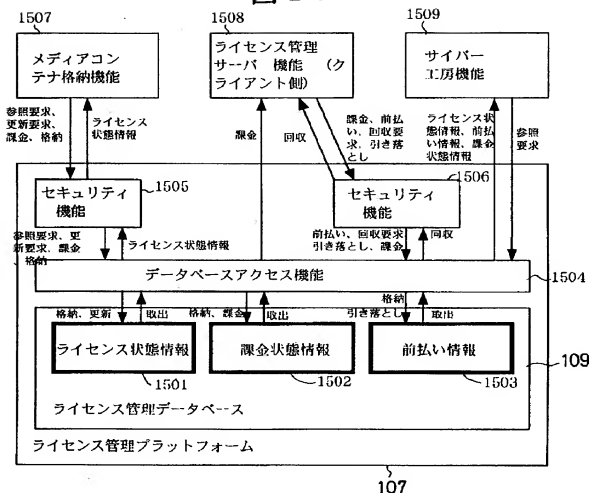 図
1507
1508
1509
メディアコン
テナ格納機能
ライセンス管理
サーバ機能 (ク
ライアント側)
サイバー
工房機能
参照要求、
更新要求、
課金、格納
ライセンス
状態情報
課金
回収
課金、前払
い、回収要
求、引き落
とし
ライセンス状
態情報、前払
い情報、課金
状態情報
参照
要求
1505
セキュリティ
機能
1506
セキュリティ
機能
参照要求、更
新要求、課金
格納
ライセンス状態情報
前払い、回収要求
引き落とし、課金
回収
データベースアクセス機能
1504
格納、更新
取出
格納、課金
取出
格納
引き落とし
取出
ライセンス状態情報
課金状態情報
前払い情報
109
1501
1502
1503
ライセンス管理データベース
ライセンス管理プラットフォーム
107